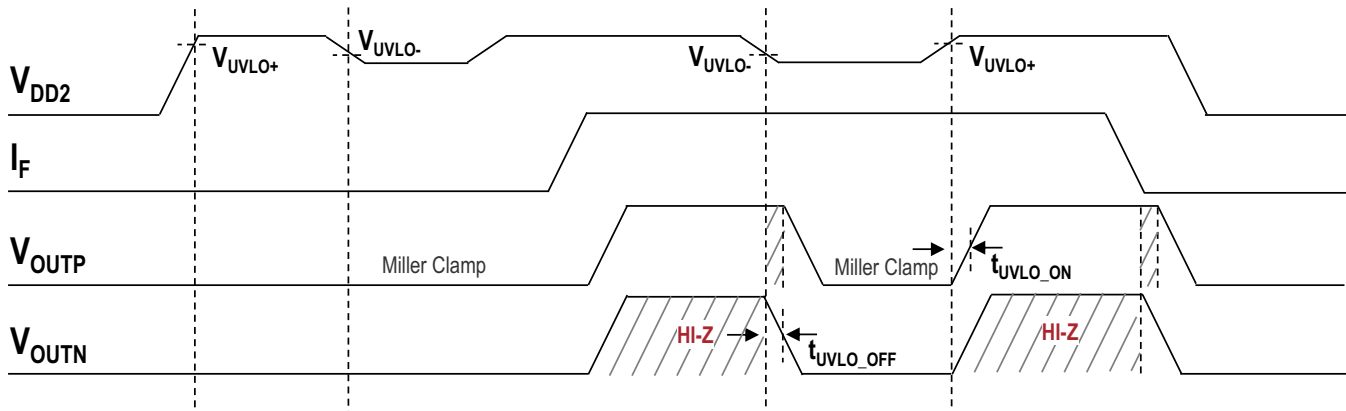 V_UVLO-
V_UVLO+
V_UVLO-
V_UVLO+
V_DD2
I_F
V_OUTP
Miller Clamp
Miller Clamp
t_UVLO_ON
V_OUTN
HI-Z
t_UVLO_OFF
HI-Z